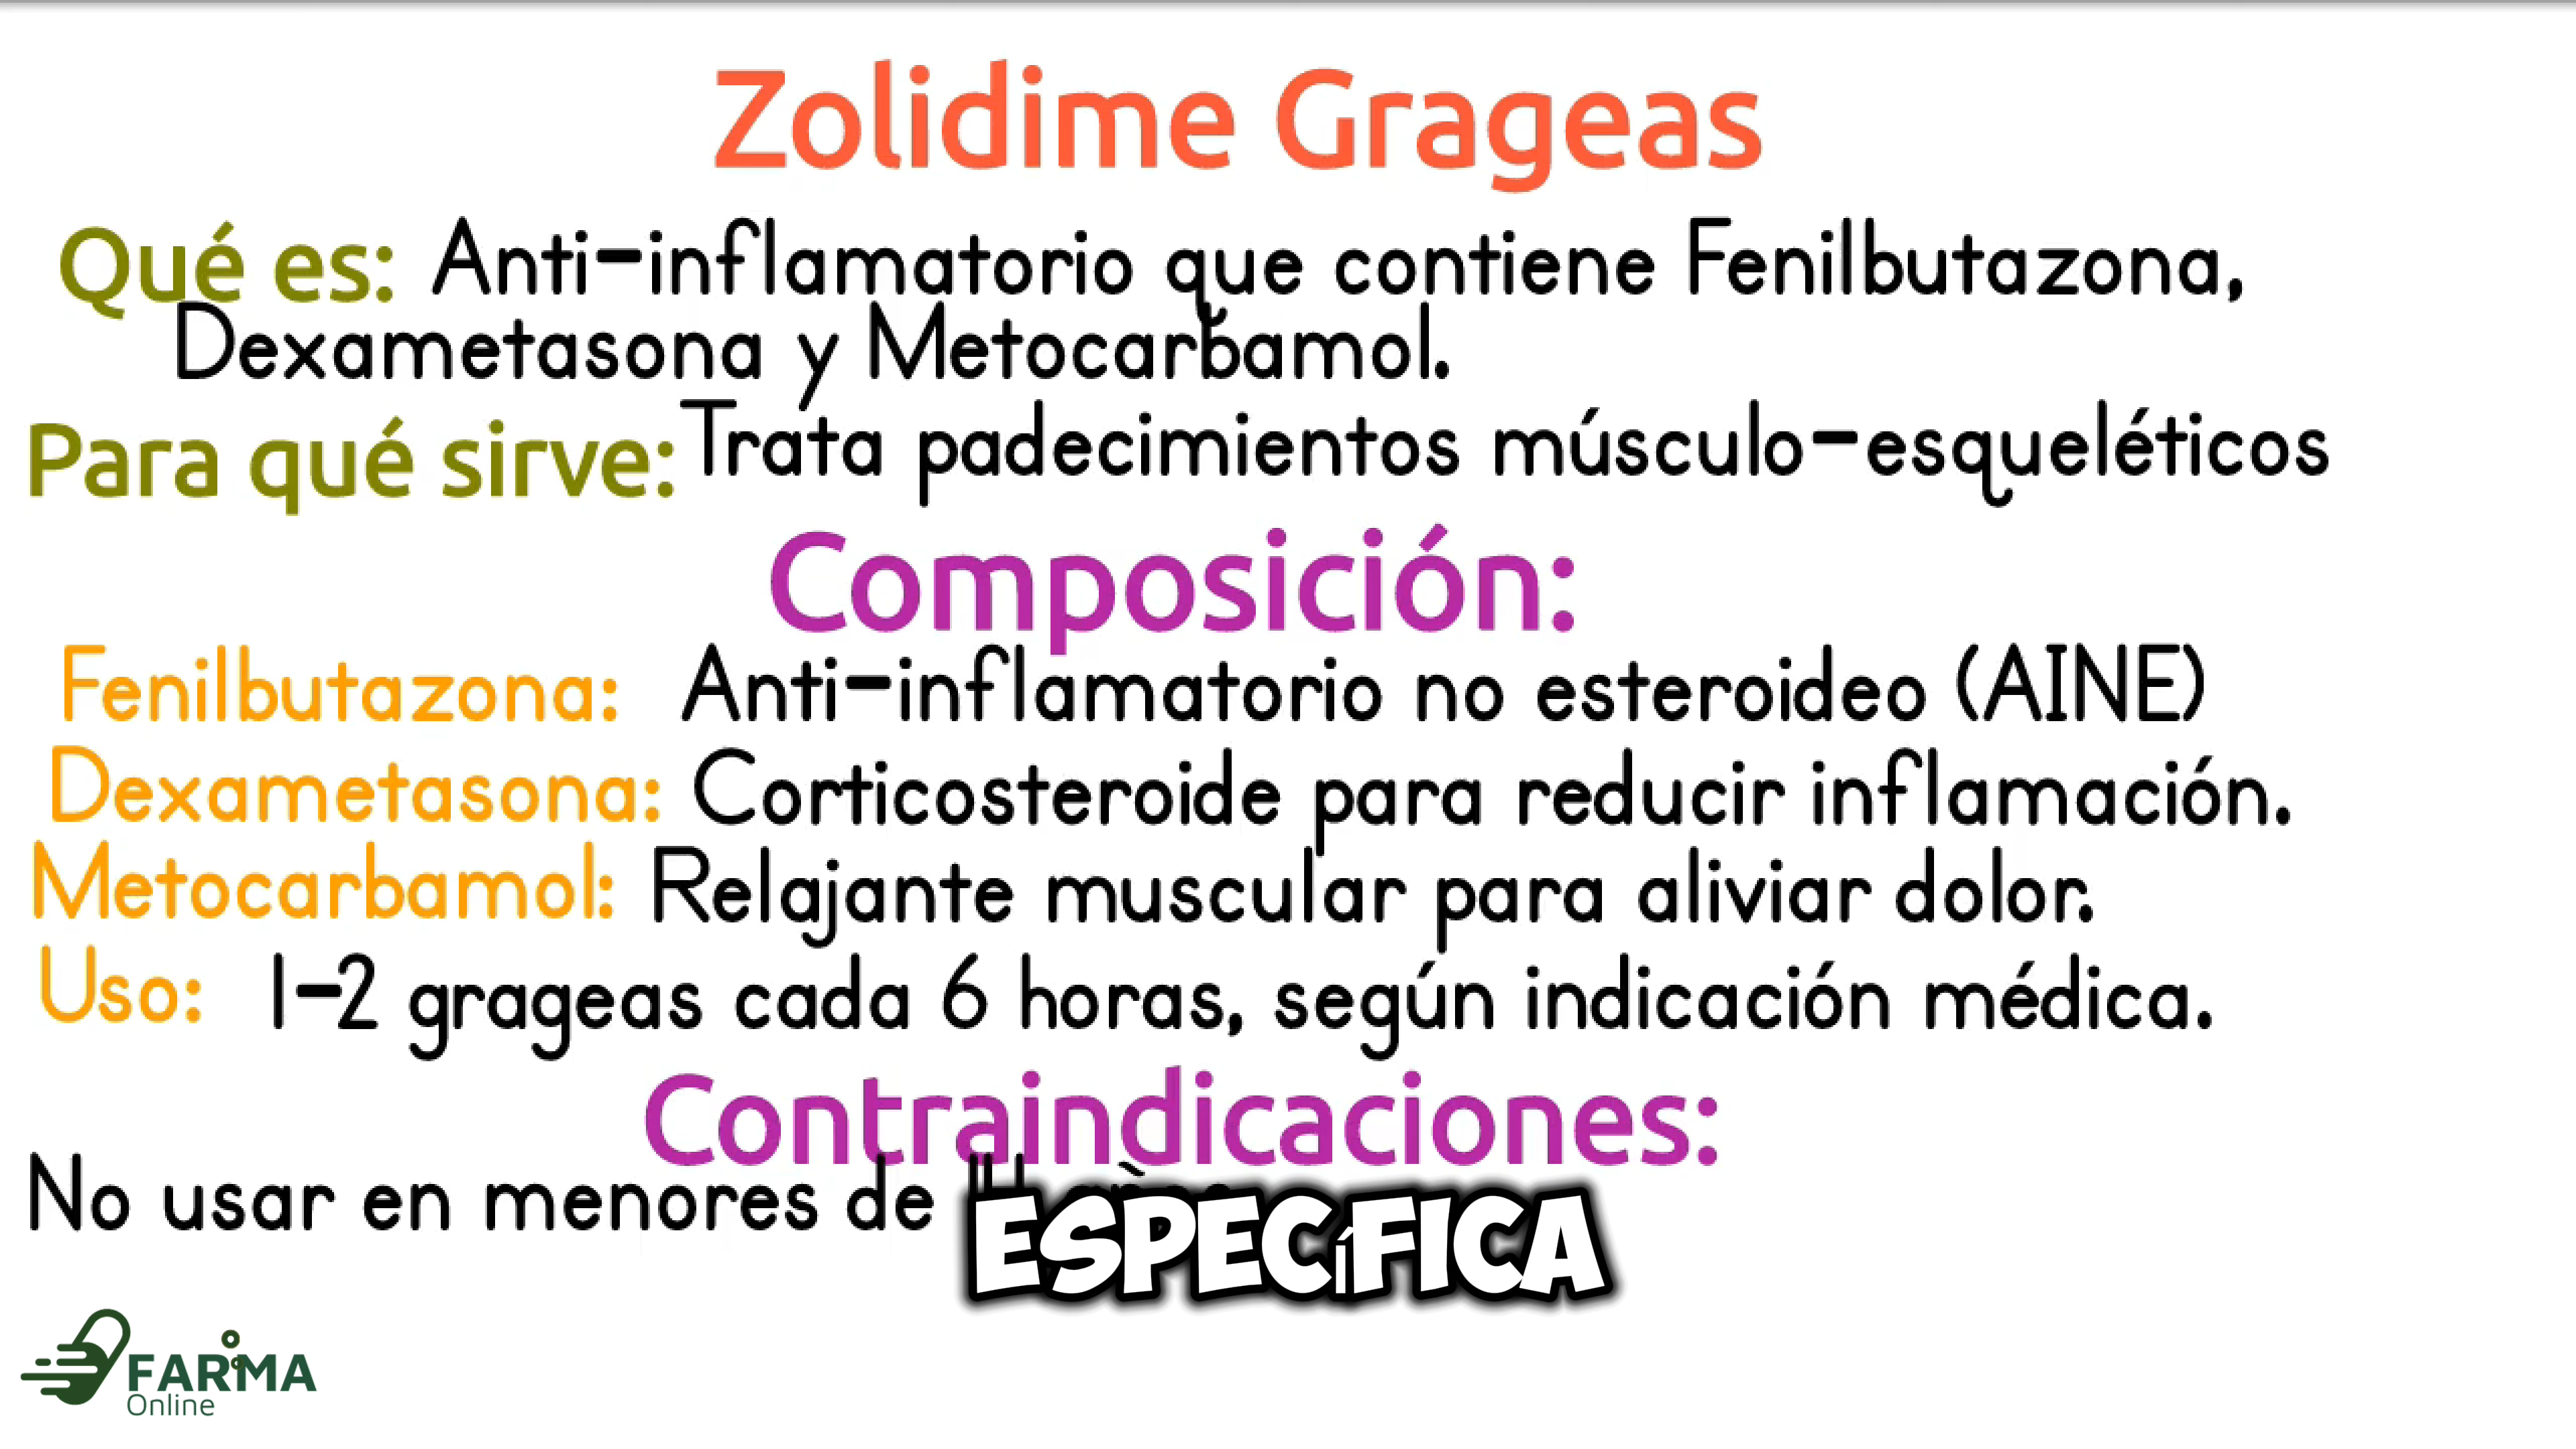 Zolidime Grageas
Qué es: Anti-inflamatorio que contiene Fenilbutazona,
Dexametasona y Metocarbamol.
Para qué sirve: Trata padecimientos músculo-esqueléticos
Composición:
Fenilbutazona: Anti-inflamatorio no esteroideo (AINE)
Dexametasona: Corticosteroide para reducir inflamación.
Metocarbamol: Relajante muscular para aliviar dolor.
Uso: 1-2 grageas cada 6 horas, según indicación médica.
Contraindicaciones:
No usar en menores de
ESPECÍFICA
FARMA
Online